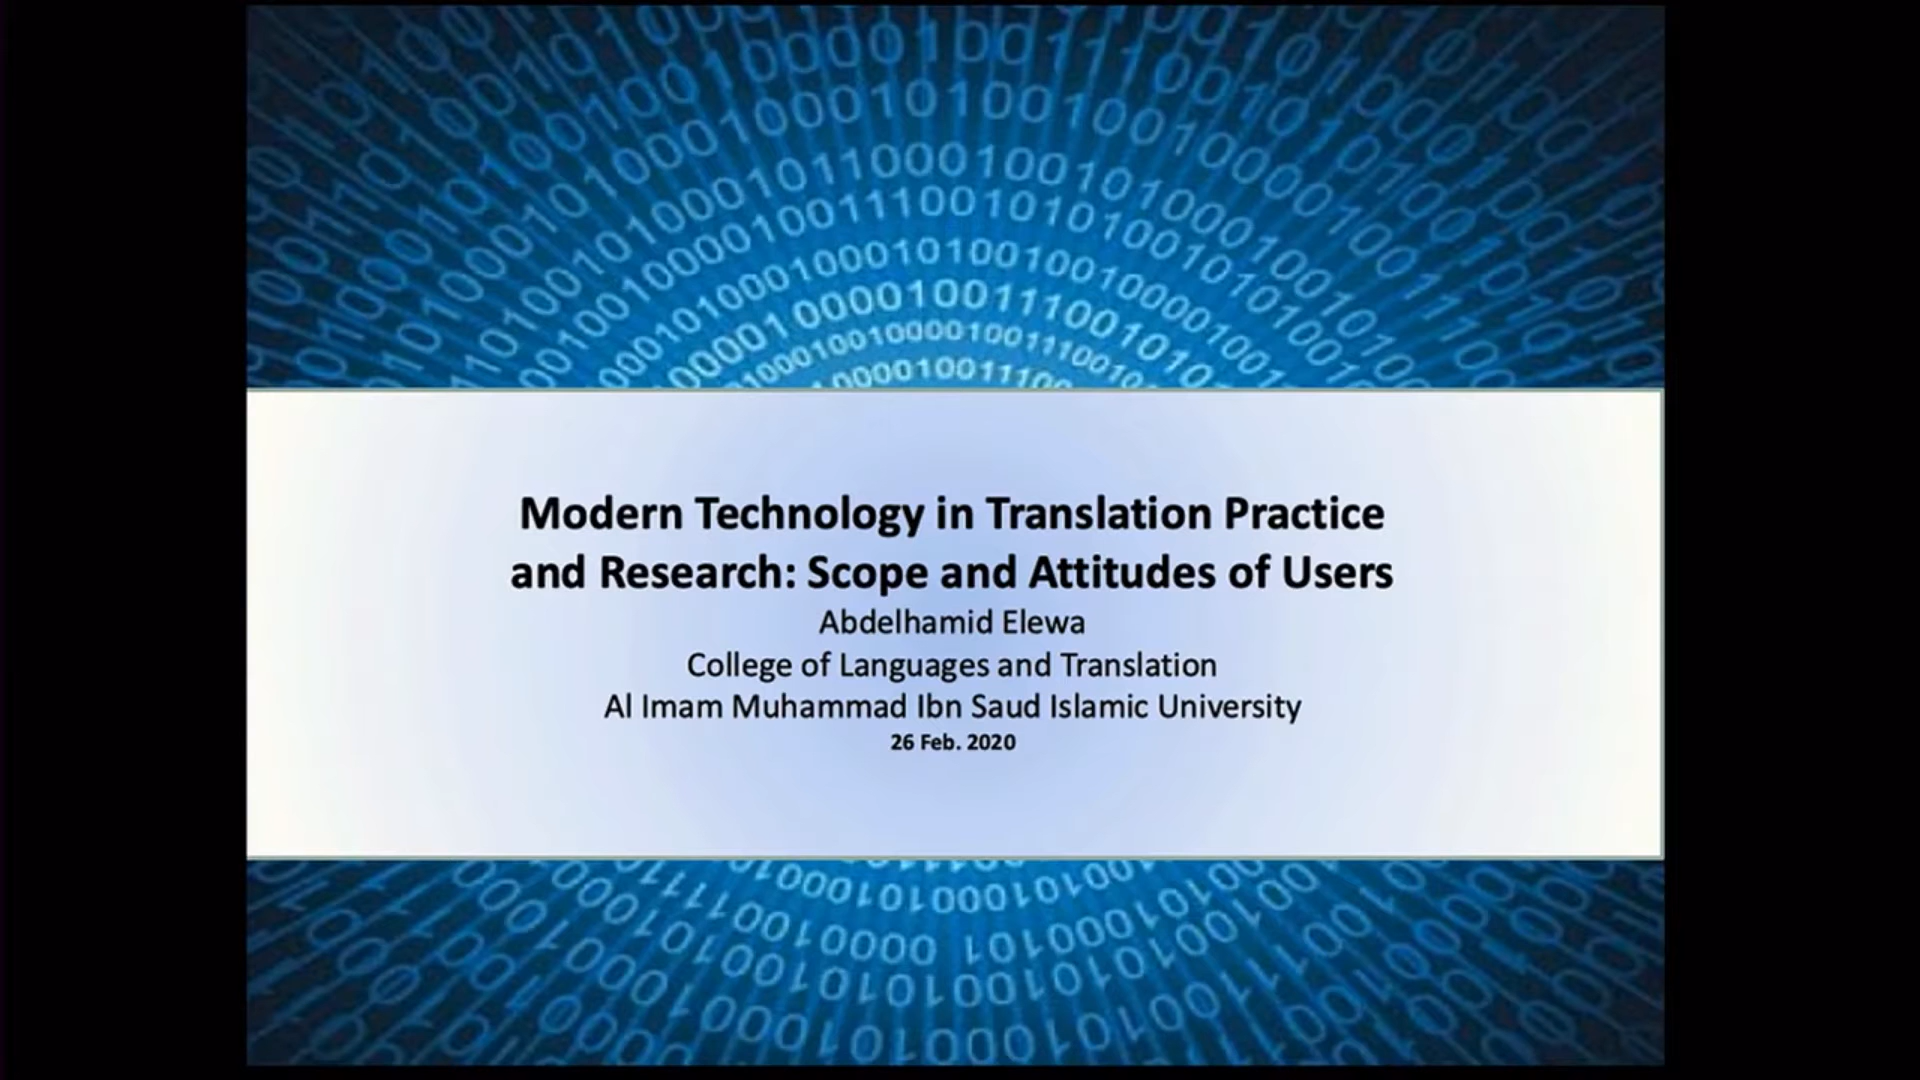 Modern Technology in Translation Practice
and Research: Scope and Attitudes of Users
Abdelhamid Elewa
College of Languages and Translation
Al Imam Muhammad Ibn Saud Islamic University
26 Feb. 2020